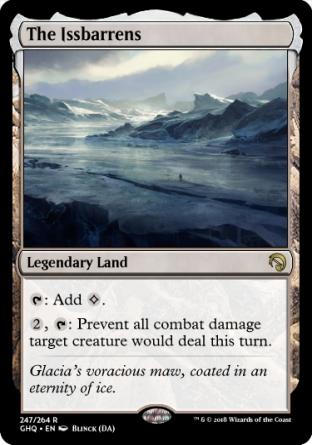 The Issbarrens
Legendary Land
: Add .
2, : Prevent all combat damage
target creature would deal this turn.
Glacia's voracious maw, coated in an
eternity of ice.
247/264 R
GHQ • EN BLINCK (DA)
™ & © 2018 Wizards of the Coast